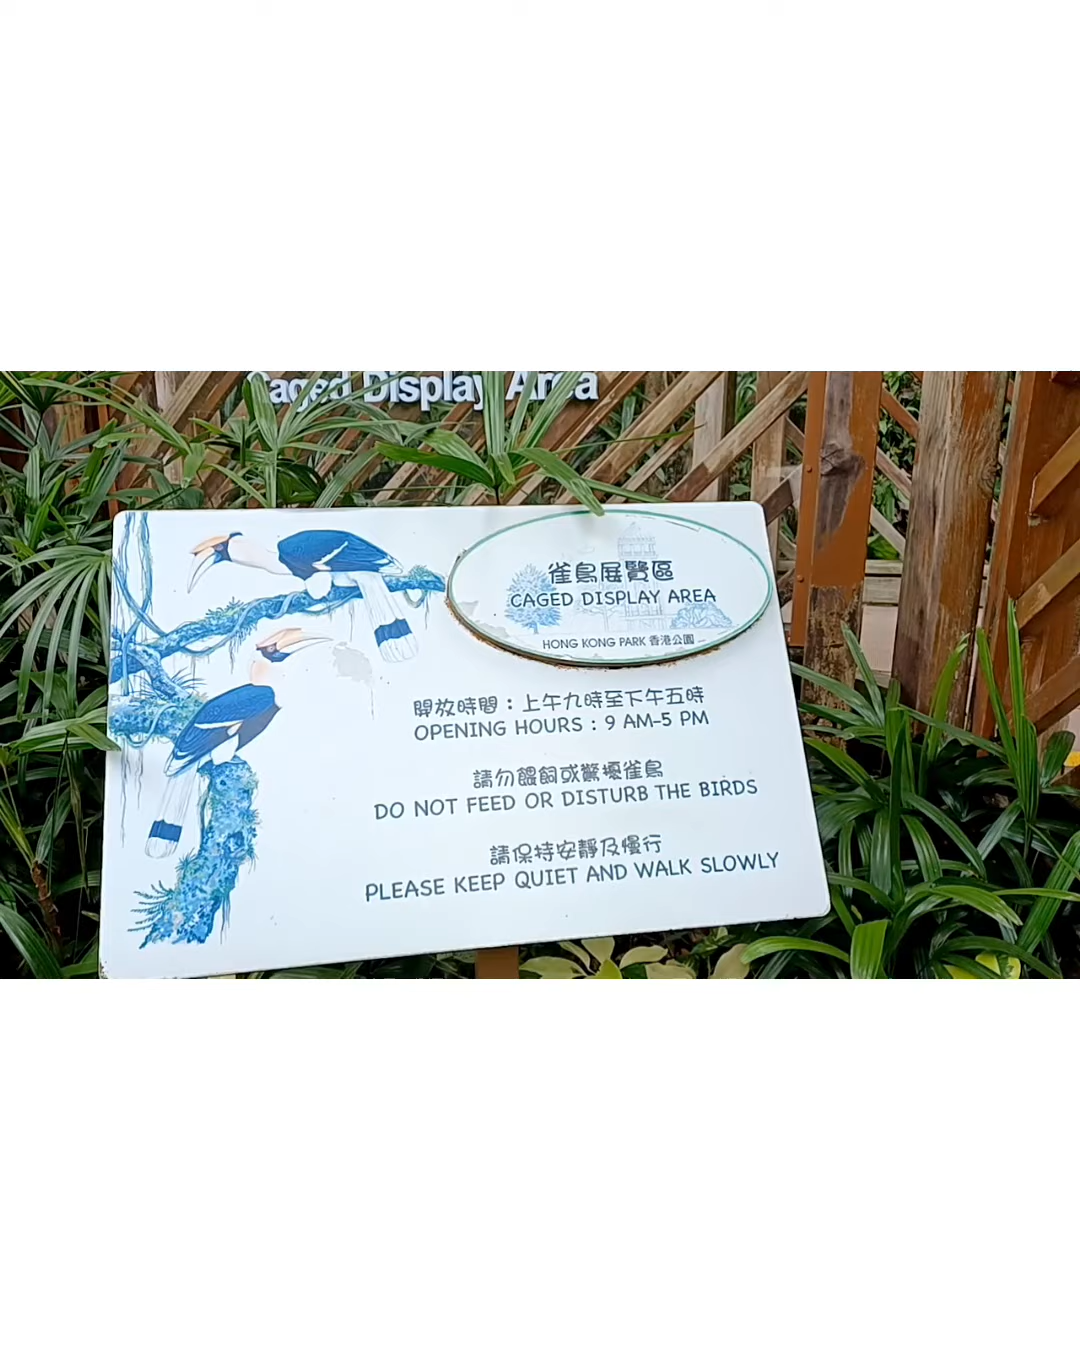 Caged Display Area
雀鳥展覽區
CAGED DISPLAY AREA
HONG KONG PARK 香港公園
開放時間：上午九時至下午五時
OPENING HOURS : 9 AM-5 PM
請勿餵飼或驚擾雀鳥
DO NOT FEED OR DISTURB THE BIRDS
請保持安靜及慢行
PLEASE KEEP QUIET AND WALK SLOWLY